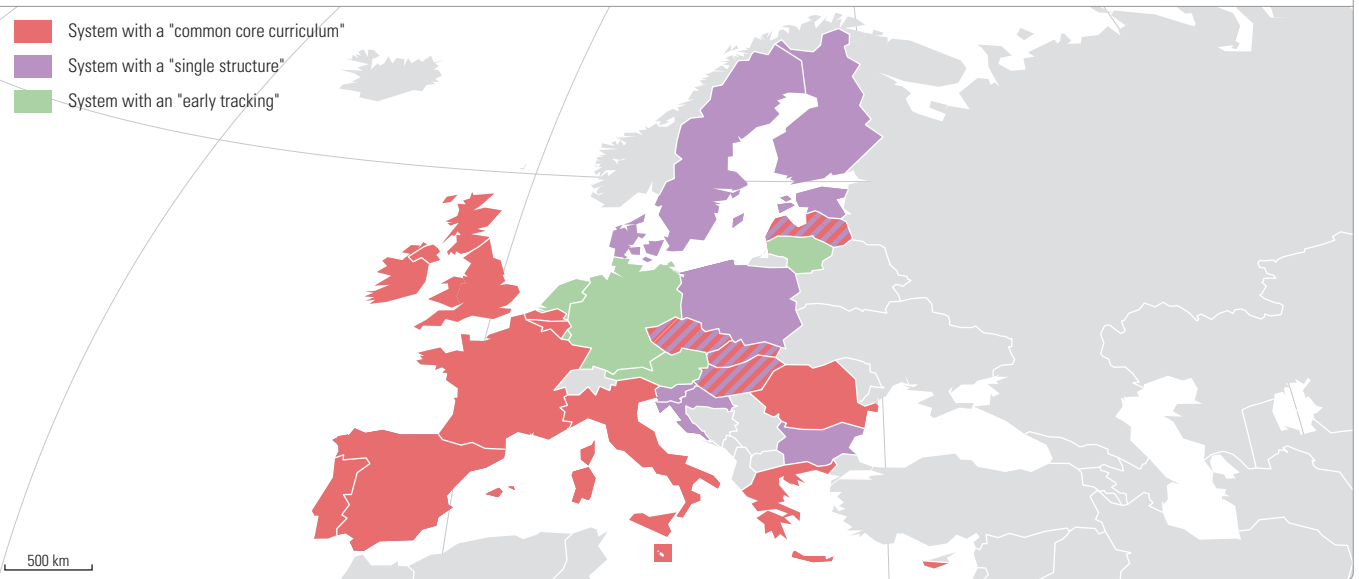 System with a "common core curriculum"
System with a "single structure"
System with an "early tracking"
500 km